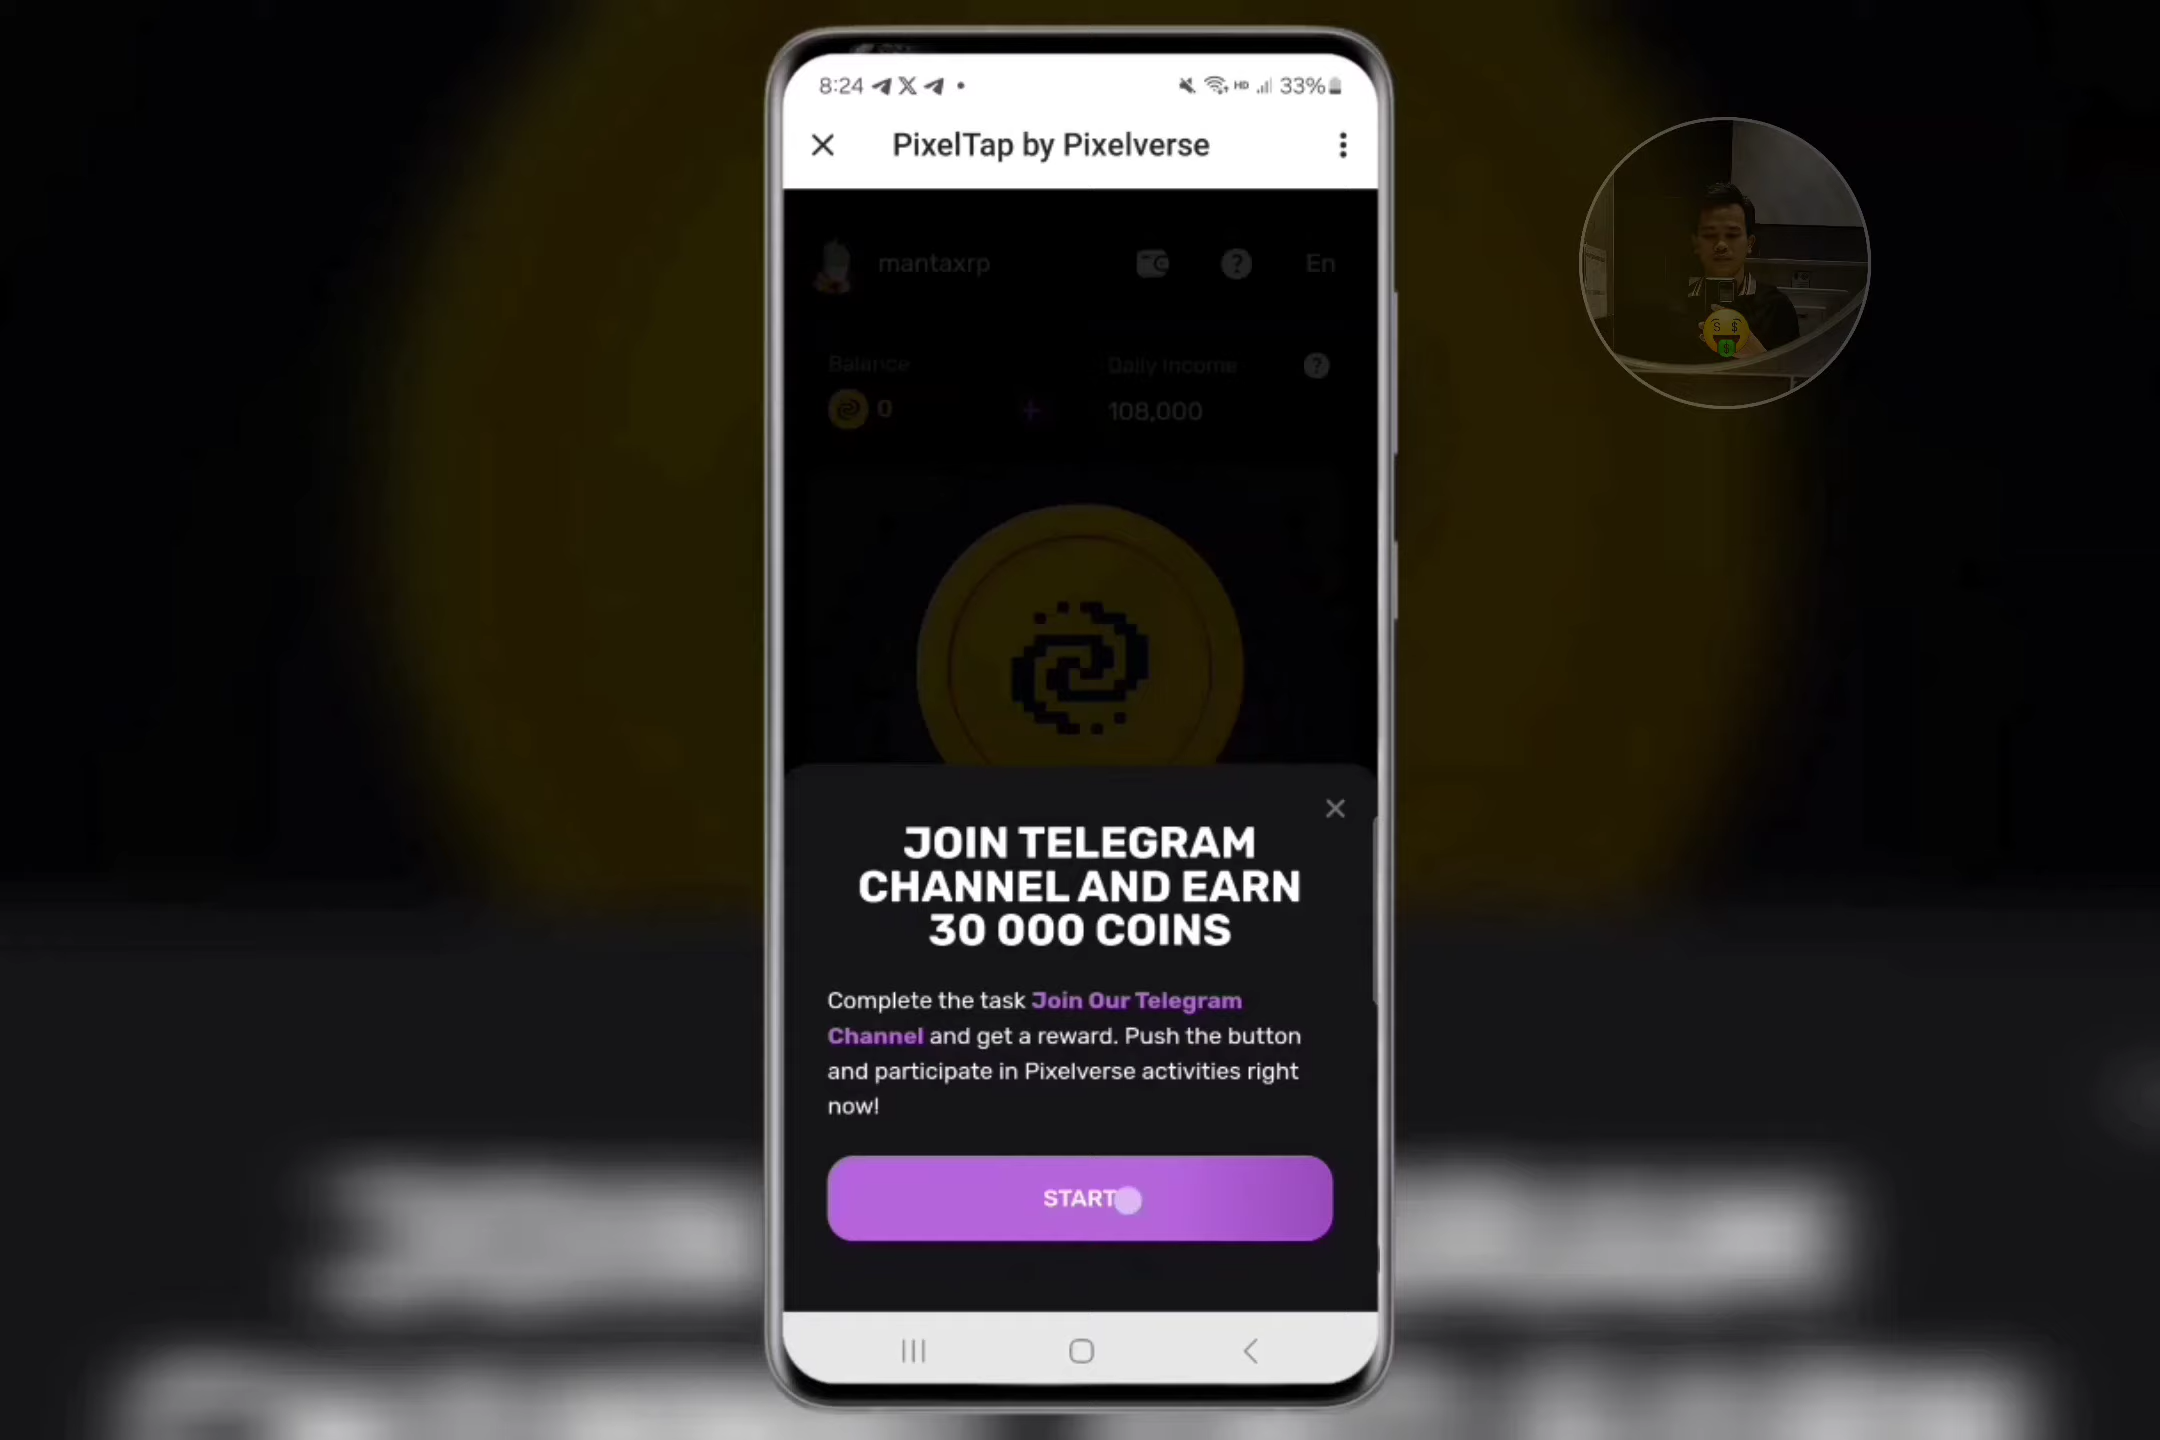 8:24
HD 33%
PixelTap by Pixelverse
mantaxrp
En
Balance
Daily Income
0
108,000
JOIN TELEGRAM
CHANNEL AND EARN
30 000 COINS
Complete the task Join Our Telegram
Channel and get a reward. Push the button
and participate in Pixelverse activities right
now!
START